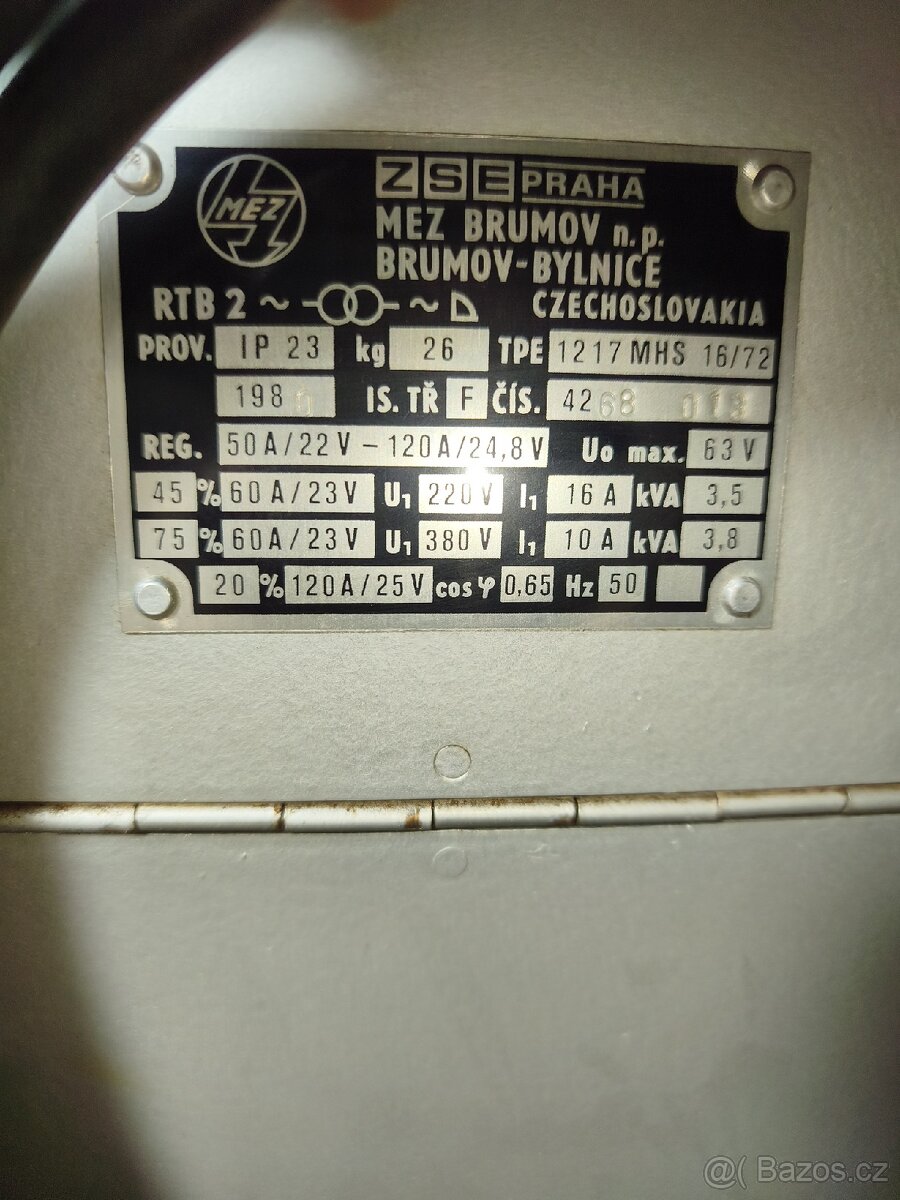 MEZ
ZSE PRAHA
MEZ BRUMOV n.p.
BRUMOV-BYLNICE
RTB 2 ~ ~ CZECHOSLOVAKIA
PROV. IP 23 kg 26 TPE 1217 MHS 16/72
198 IS. TŘ F ČÍS. 4268
REG. 50A/22V – 120A/24,8V Uo max. 63V
45 % 60A/23V U₁ 220V I₁ 16A kVA 3,5
75 % 60A/23V U₁ 380V I₁ 10A kVA 3,8
20 % 120A/25V cos φ 0,65 Hz 50
@( Bazos.cz